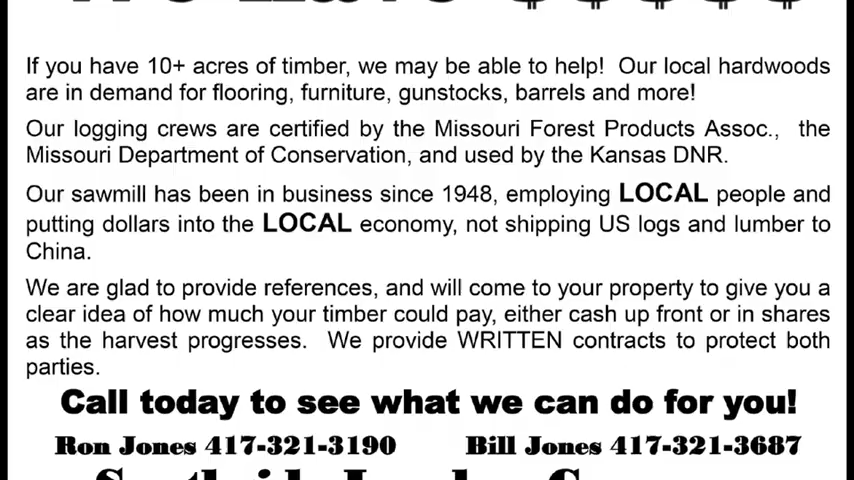 $$$$$
If you have 10+ acres of timber, we may be able to help! Our local hardwoods
are in demand for flooring, furniture, gunstocks, barrels and more!
Our logging crews are certified by the Missouri Forest Products Assoc., the
Missouri Department of Conservation, and used by the Kansas DNR.
Our sawmill has been in business since 1948, employing LOCAL people and
putting dollars into the LOCAL economy, not shipping US logs and lumber to
China.
We are glad to provide references, and will come to your property to give you a
clear idea of how much your timber could pay, either cash up front or in shares
as the harvest progresses. We provide WRITTEN contracts to protect both
parties.
Call today to see what we can do for you!
Ron Jones 417-321-3190 Bill Jones 417-321-3687